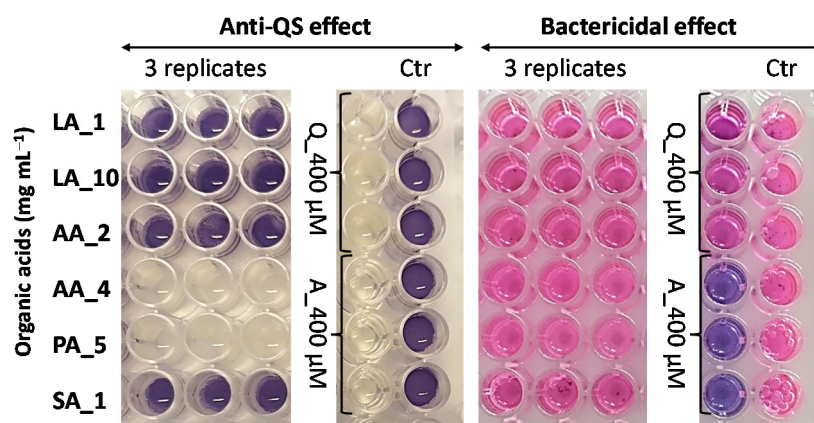 Anti-QS effect
Bactericidal effect
3 replicates
Ctr
3 replicates
Ctr
Organic acids (mg mL⁻¹)
LA_1
LA_10
AA_2
AA_4
PA_5
SA_1
Q_400 µM
A_400 µM
Q_400 µM
A_400 µM